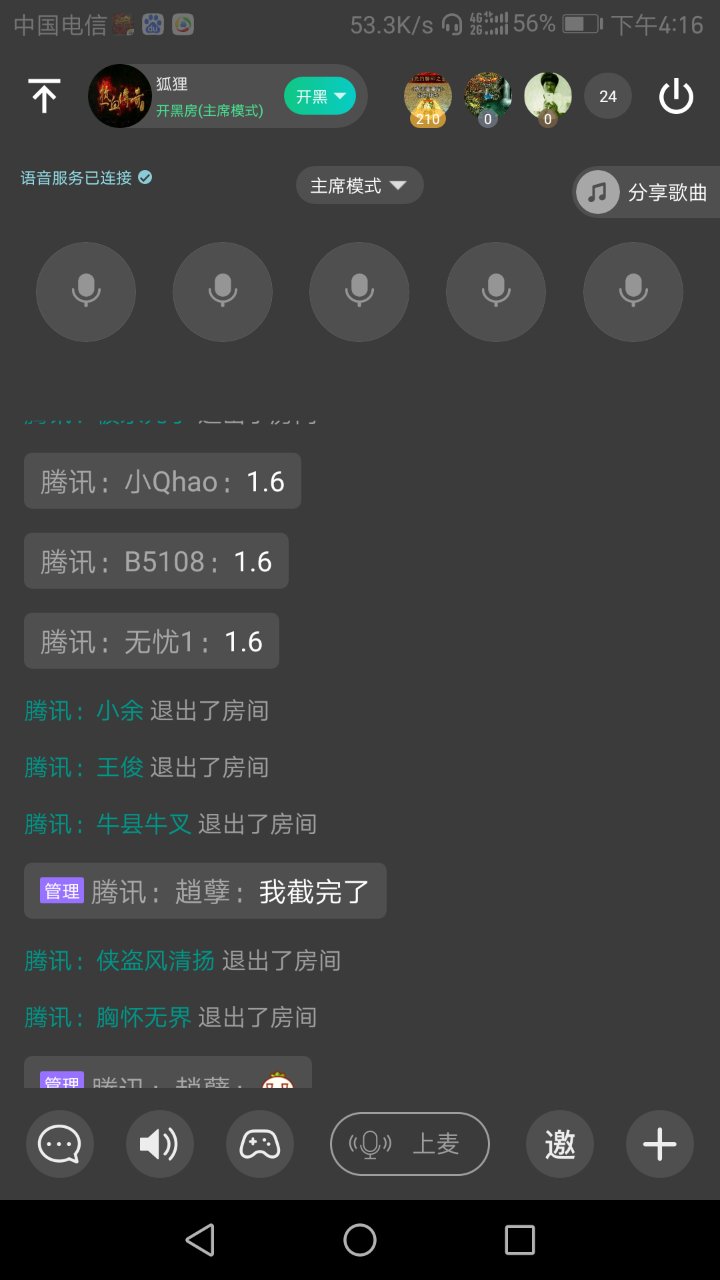 中国电信 53.3K/s 4G 2G 56% 下午4:16
狐狸
开黑房(主席模式)
开黑
210 0 0 24
语音服务已连接 主席模式 分享歌曲
腾讯：小Qhao：1.6
腾讯：B5108：1.6
腾讯：无忧1：1.6
腾讯：小余 退出了房间
腾讯：王俊 退出了房间
腾讯：牛县牛叉 退出了房间
管理 腾讯：趙孽：我截完了
腾讯：侠盗风清扬 退出了房间
腾讯：胸怀无界 退出了房间
管理 腾讯：趙孽：
上麦 邀